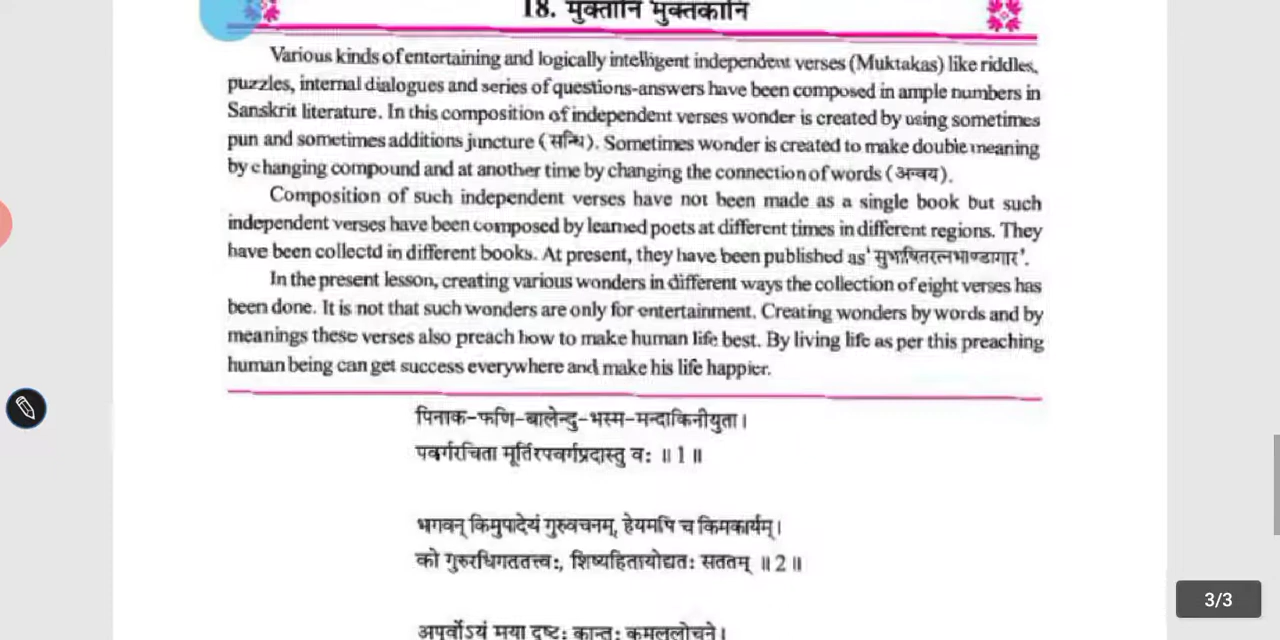 18. मुक्तानि मुक्तकानि
Various kinds of entertaining and logically intelligent independent verses (Muktakas) like riddles,
puzzles, internal dialogues and series of questions-answers have been composed in ample numbers in
Sanskrit literature. In this composition of independent verses wonder is created by using sometimes
pun and sometimes additions juncture (सन्धि). Sometimes wonder is created to make double meaning
by changing compound and at another time by changing the connection of words (अन्वय).
Composition of such independent verses have not been made as a single book but such
independent verses have been composed by learned poets at different times in different regions. They
have been collectd in different books. At present, they have been published as' सुभाषितरत्नभाण्डागार'.
In the present lesson, creating various wonders in different ways the collection of eight verses has
been done. It is not that such wonders are only for entertainment. Creating wonders by words and by
meanings these verses also preach how to make human life best. By living life as per this preaching
human being can get success everywhere and make his life happier.
पिनाक-फणि-बालेन्दु-भस्म-मन्दाकिनीयुता।
पवर्गरचिता मूर्तिरपवर्गप्रदास्तु वः ॥1॥
भगवन् किमुपादेयं गुरुवचनम्, हेयमपि च किमकार्यम्।
को गुरुरधिगततत्त्वः, शिष्यहितायोद्यतः सततम् ॥2॥
अपूर्वोऽयं मया दृष्टः कान्तः कमललोचने।
3/3